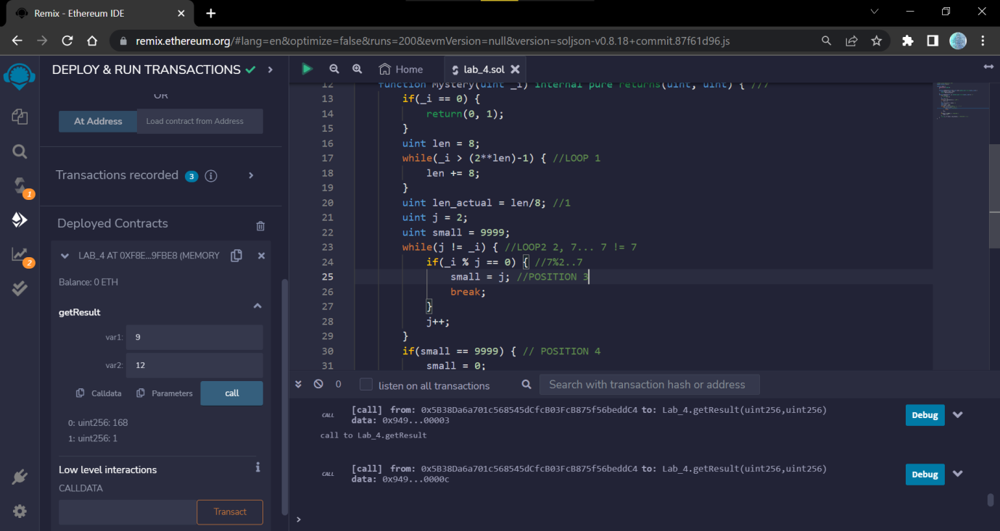 Remix - Ethereum IDE
remix.ethereum.org/#lang=en&optimize=false&runs=200&evmVersion=null&version=soljson-v0.8.18+commit.87f61d96.js
DEPLOY & RUN TRANSACTIONS
OR
At Address
Load contract from Address
Transactions recorded 3 i
1
2
Deployed Contracts
LAB_4 AT 0XF8E...9FBE8 (MEMORY
Balance: 0 ETH
getResult
var1: 9
var2: 12
Calldata Parameters call
0: uint256: 168
1: uint256: 1
Low level interactions i
CALLDATA
Transact
Home lab_4.sol
12 function Mystery(uint _i) internal pure returns(uint, uint) { //7
13 if(_i == 0) {
14 return(0, 1);
15 }
16 uint len = 8;
17 while(_i > (2**len)-1) { //LOOP 1
18 len += 8;
19 }
20 uint len_actual = len/8; //1
21 uint j = 2;
22 uint small = 9999;
23 while(j != _i) { //LOOP2 2, 7... 7 != 7
24 if(_i % j == 0) { //7%2..7
25 small = j; //POSITION 3
26 break;
27 }
28 j++;
29 }
30 if(small == 9999) { // POSITION 4
31 small = 0;
0 listen on all transactions Search with transaction hash or address
CALL [call] from: 0x5B38Da6a701c568545dCfcB03FcB875f56beddC4 to: Lab_4.getResult(uint256,uint256)
data: 0x949...00003
Debug
call to Lab_4.getResult
CALL [call] from: 0x5B38Da6a701c568545dCfcB03FcB875f56beddC4 to: Lab_4.getResult(uint256,uint256)
data: 0x949...0000c
Debug
>